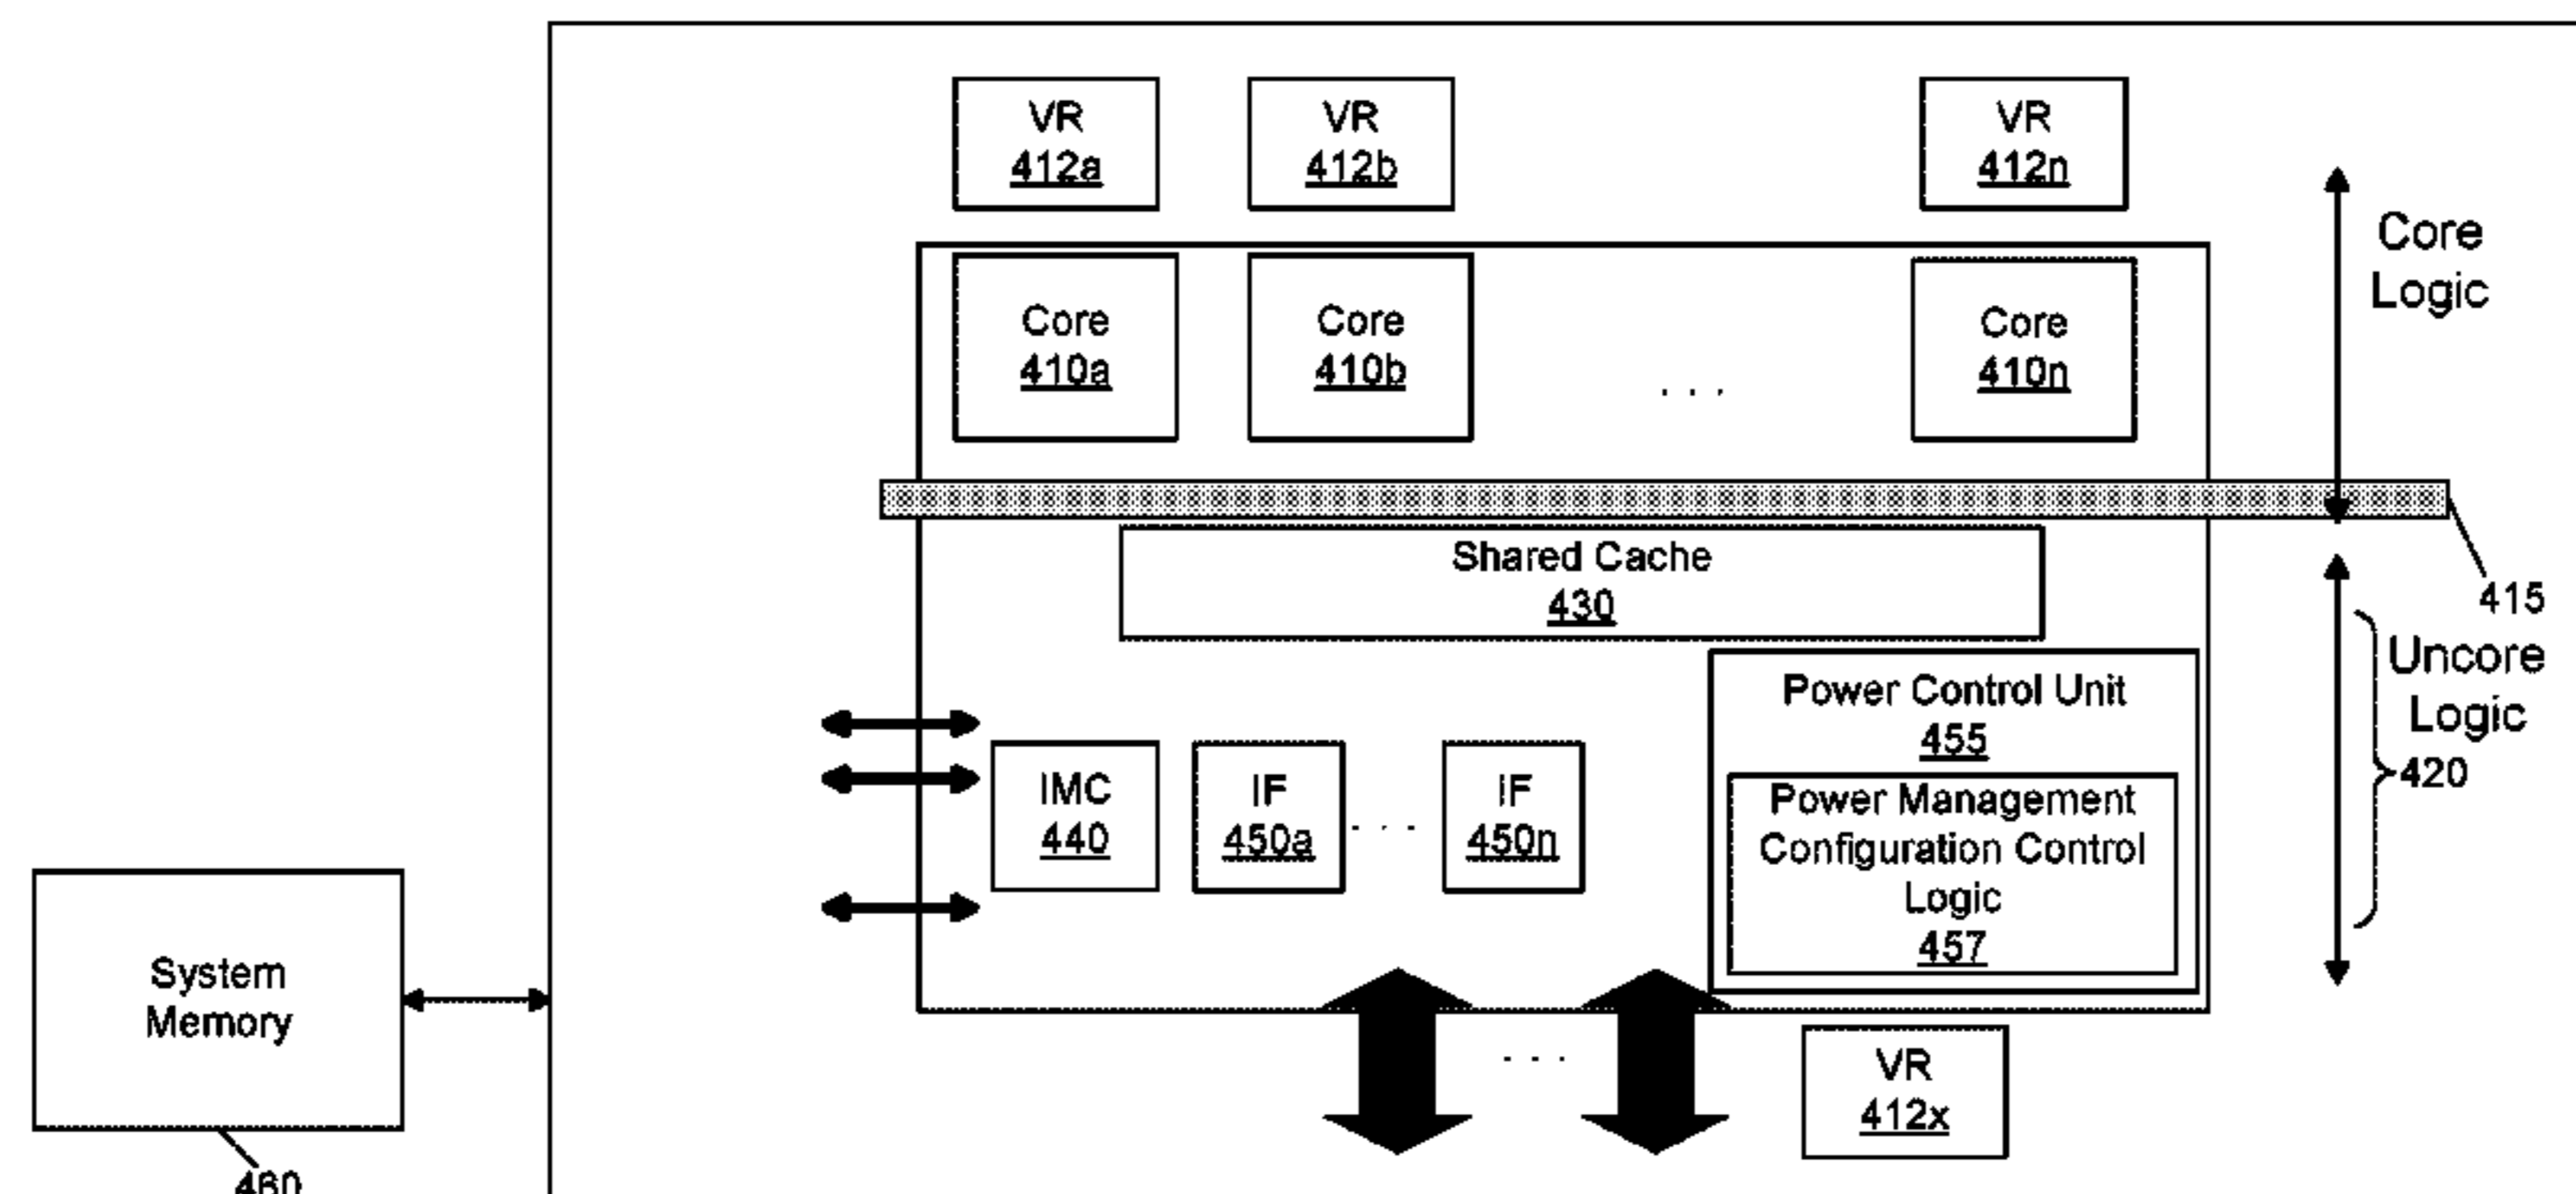 VR
412a
VR
412b
VR
412n
Core
Logic
Core
410a
Core
410b
. . .
Core
410n
Shared Cache
430
415
Uncore
Logic
420
Power Control Unit
455
Power Management
Configuration Control
Logic
457
IMC
440
IF
450a
. . .
IF
450n
System
Memory
460
. . .
VR
412x